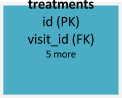 treatments
id (PK)
visit_id (FK)
5 more